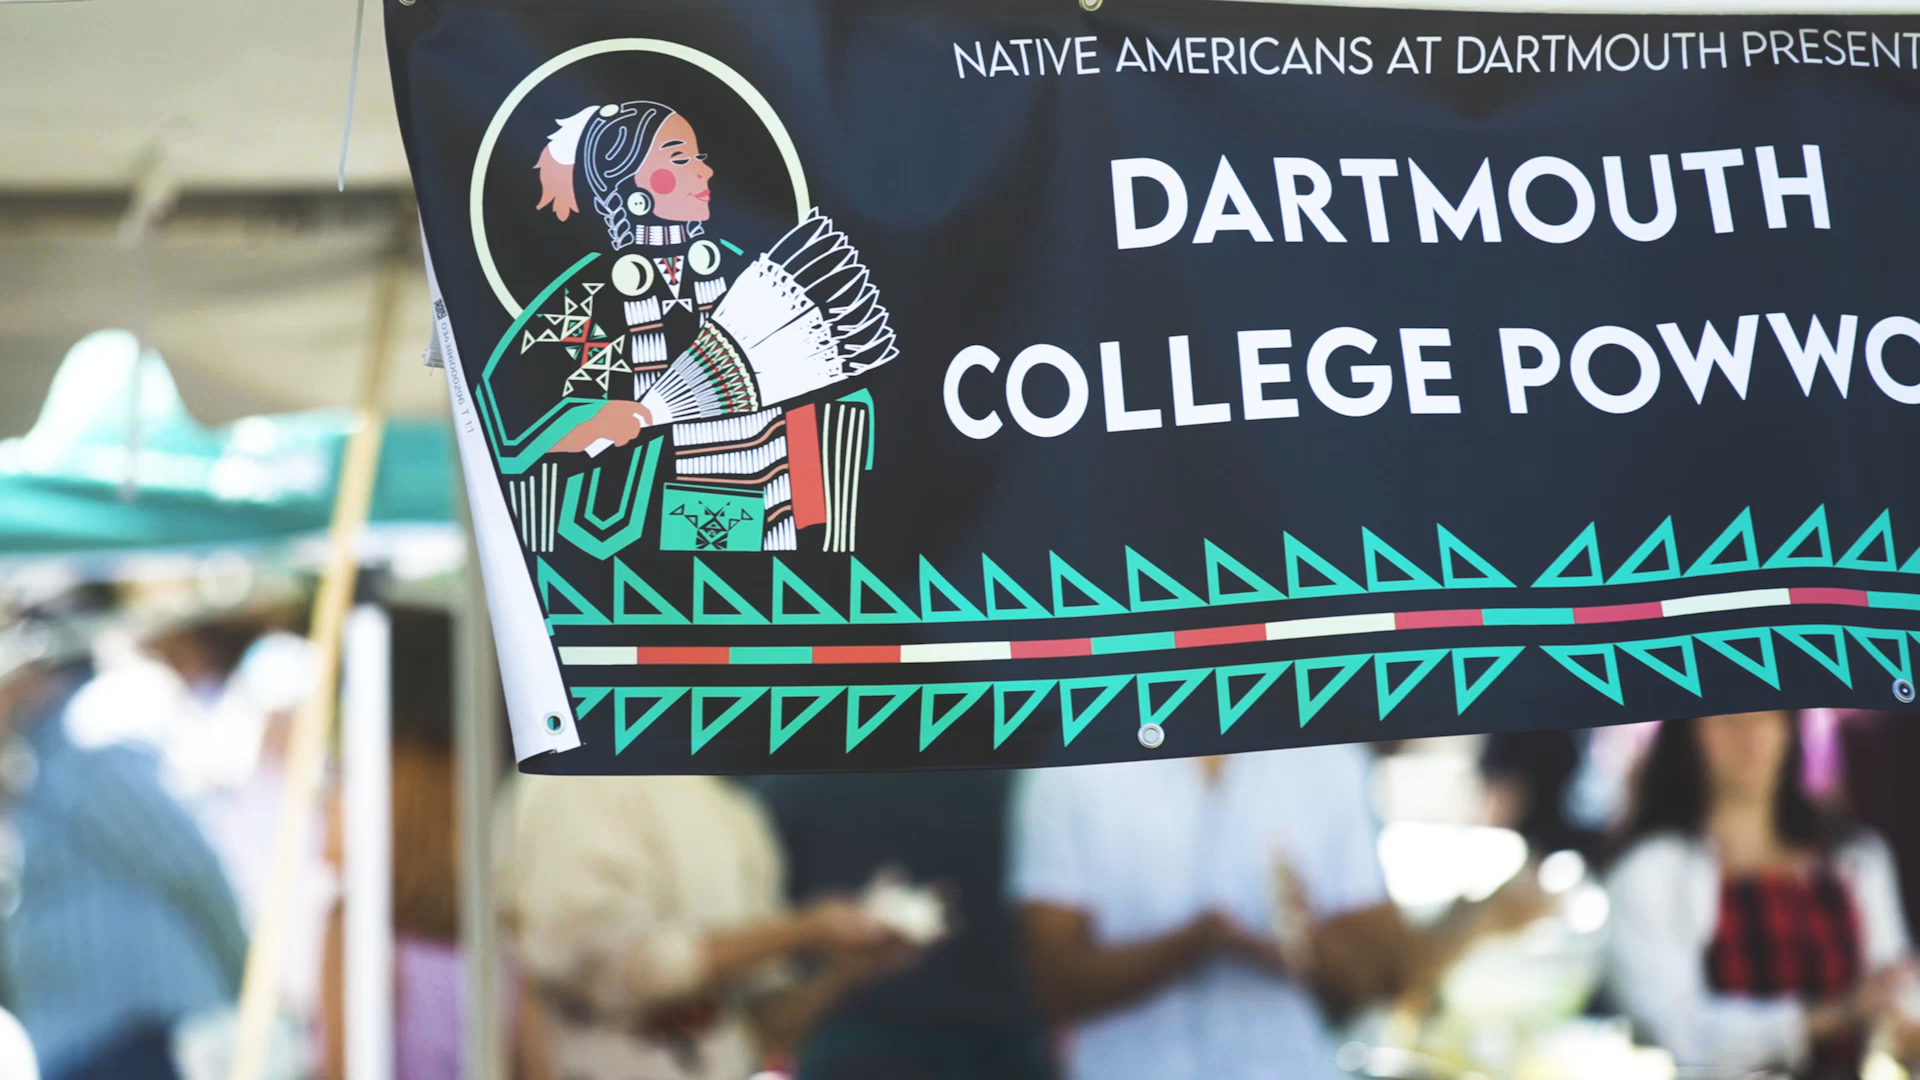 NATIVE AMERICANS AT DARTMOUTH PRESENT
DARTMOUTH
COLLEGE POWWO